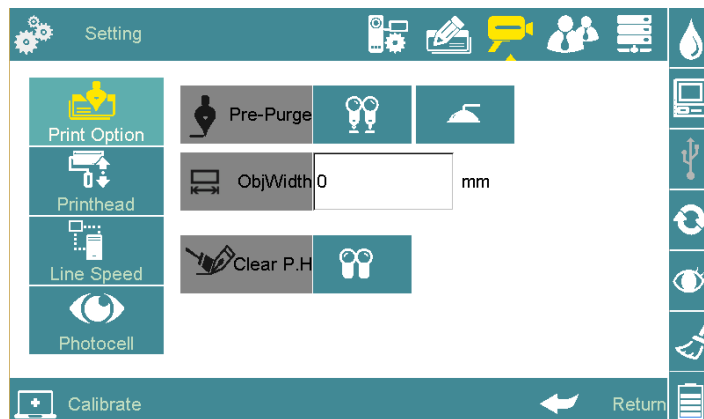 Setting
Print Option
Pre-Purge
Printhead
ObjWidth 0 mm
Line Speed
Clear P.H
Photocell
Calibrate
Return